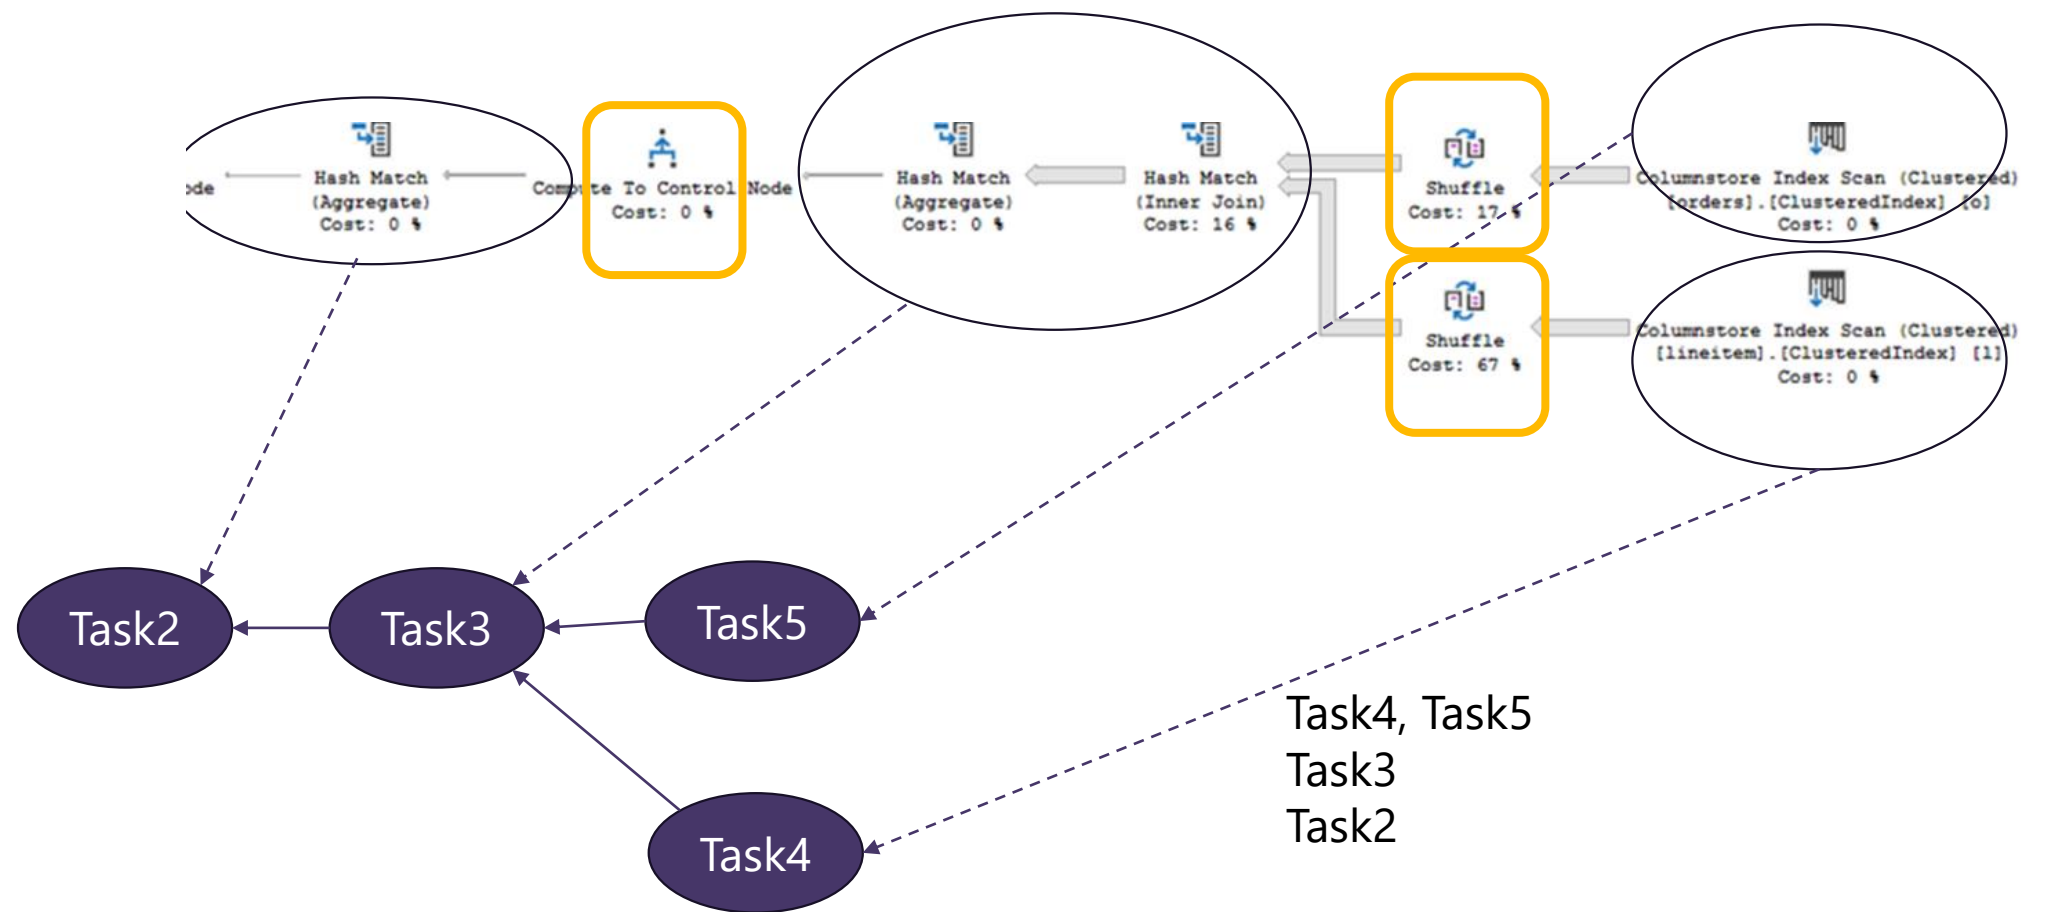 ode
Hash Match
(Aggregate)
Cost: 0 %
Compute To Control Node
Cost: 0 %
Hash Match
(Aggregate)
Cost: 0 %
Hash Match
(Inner Join)
Cost: 16 %
Shuffle
Cost: 17 %
Columnstore Index Scan (Clustered)
[orders].[ClusteredIndex] [o]
Cost: 0 %
Shuffle
Cost: 67 %
Columnstore Index Scan (Clustered)
[lineitem].[ClusteredIndex] [l]
Cost: 0 %
Task2
Task3
Task5
Task4
Task4, Task5
Task3
Task2